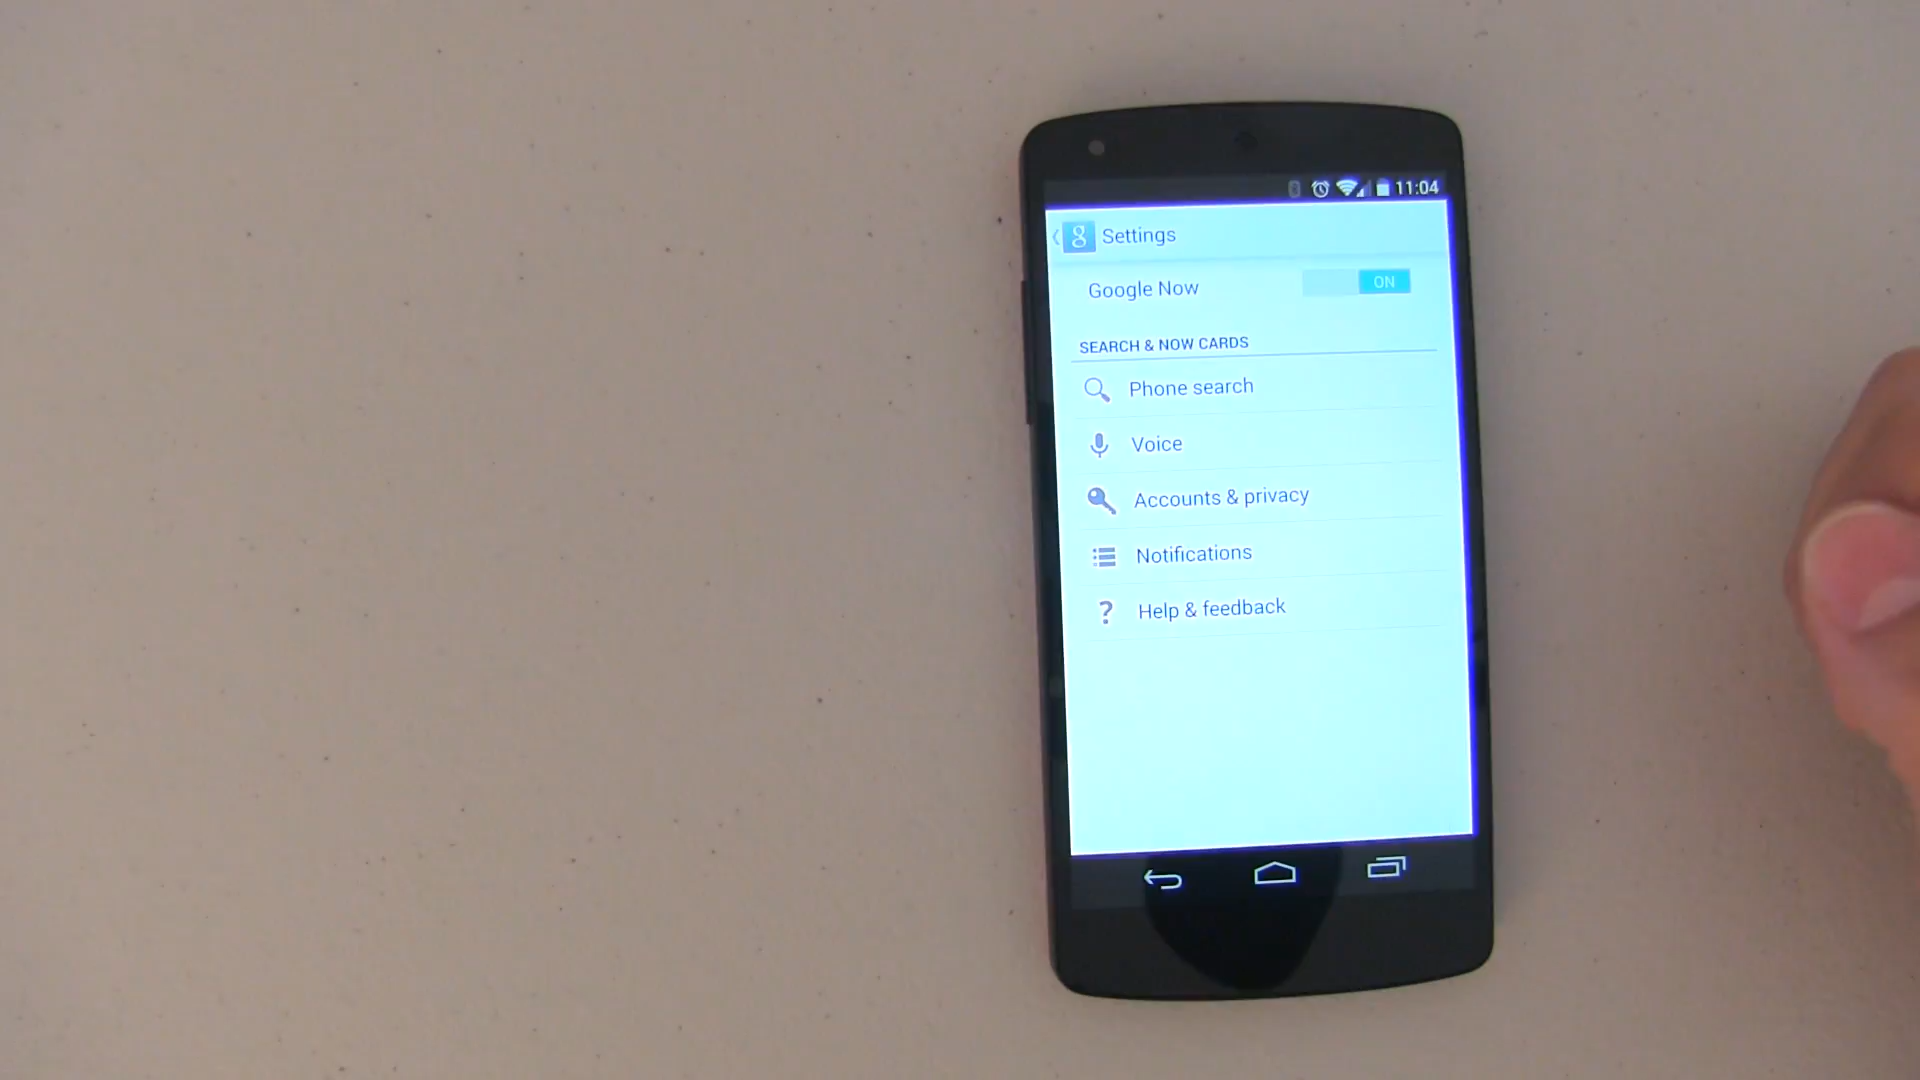 11:04
g Settings
Google Now ON
SEARCH & NOW CARDS
Phone search
Voice
Accounts & privacy
Notifications
? Help & feedback